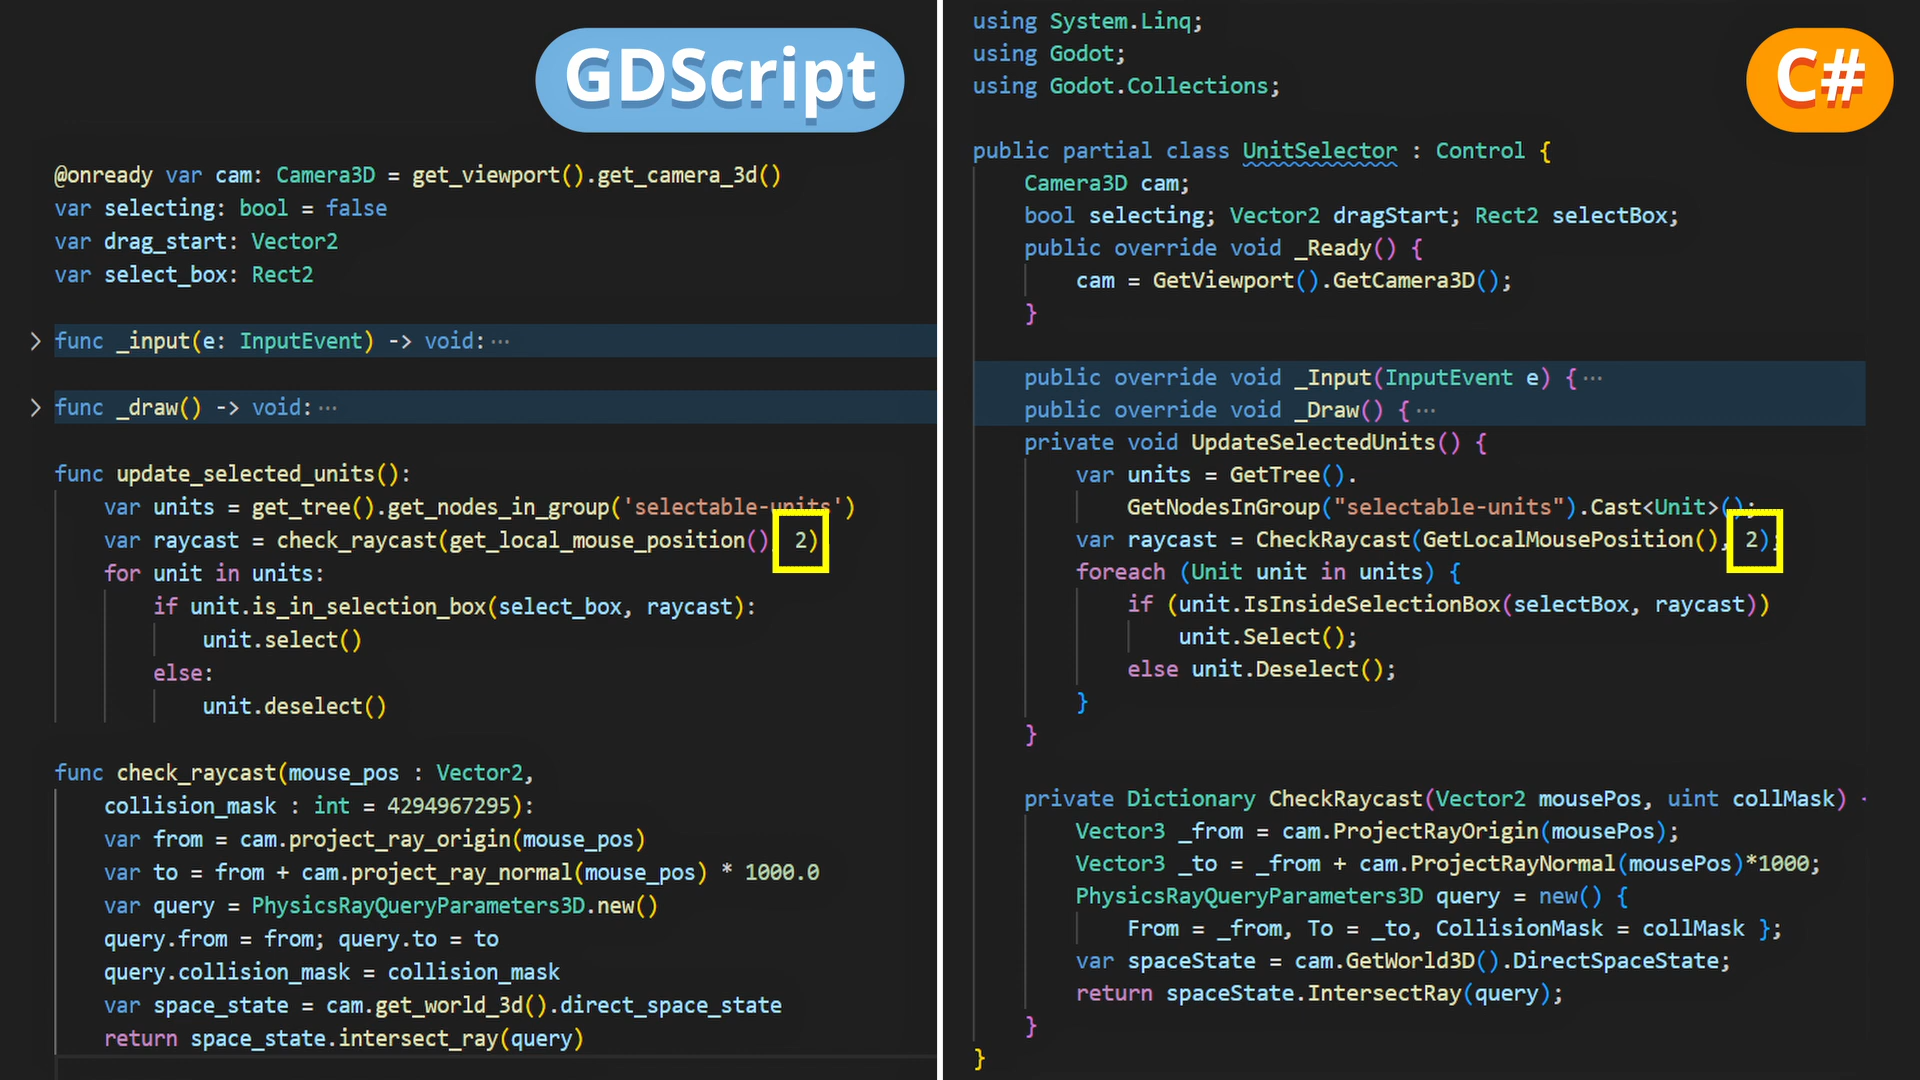 GDScript
@onready var cam: Camera3D = get_viewport().get_camera_3d()
var selecting: bool = false
var drag_start: Vector2
var select_box: Rect2
func _input(e: InputEvent) -> void:···
func _draw() -> void:···
func update_selected_units():
var units = get_tree().get_nodes_in_group('selectable-units')
var raycast = check_raycast(get_local_mouse_position() 2)
for unit in units:
if unit.is_in_selection_box(select_box, raycast):
unit.select()
else:
unit.deselect()
func check_raycast(mouse_pos : Vector2,
collision_mask : int = 4294967295):
var from = cam.project_ray_origin(mouse_pos)
var to = from + cam.project_ray_normal(mouse_pos) * 1000.0
var query = PhysicsRayQueryParameters3D.new()
query.from = from; query.to = to
query.collision_mask = collision_mask
var space_state = cam.get_world_3d().direct_space_state
return space_state.intersect_ray(query)
C#
using System.Linq;
using Godot;
using Godot.Collections;
public partial class UnitSelector : Control {
Camera3D cam;
bool selecting; Vector2 dragStart; Rect2 selectBox;
public override void _Ready() {
cam = GetViewport().GetCamera3D();
}
public override void _Input(InputEvent e) {···
public override void _Draw() {···
private void UpdateSelectedUnits() {
var units = GetTree().
GetNodesInGroup("selectable-units").Cast<Unit>();
var raycast = CheckRaycast(GetLocalMousePosition(), 2);
foreach (Unit unit in units) {
if (unit.IsInsideSelectionBox(selectBox, raycast))
unit.Select();
else unit.Deselect();
}
}
private Dictionary CheckRaycast(Vector2 mousePos, uint collMask)
Vector3 _from = cam.ProjectRayOrigin(mousePos);
Vector3 _to = _from + cam.ProjectRayNormal(mousePos)*1000;
PhysicsRayQueryParameters3D query = new() {
From = _from, To = _to, CollisionMask = collMask };
var spaceState = cam.GetWorld3D().DirectSpaceState;
return spaceState.IntersectRay(query);
}
}